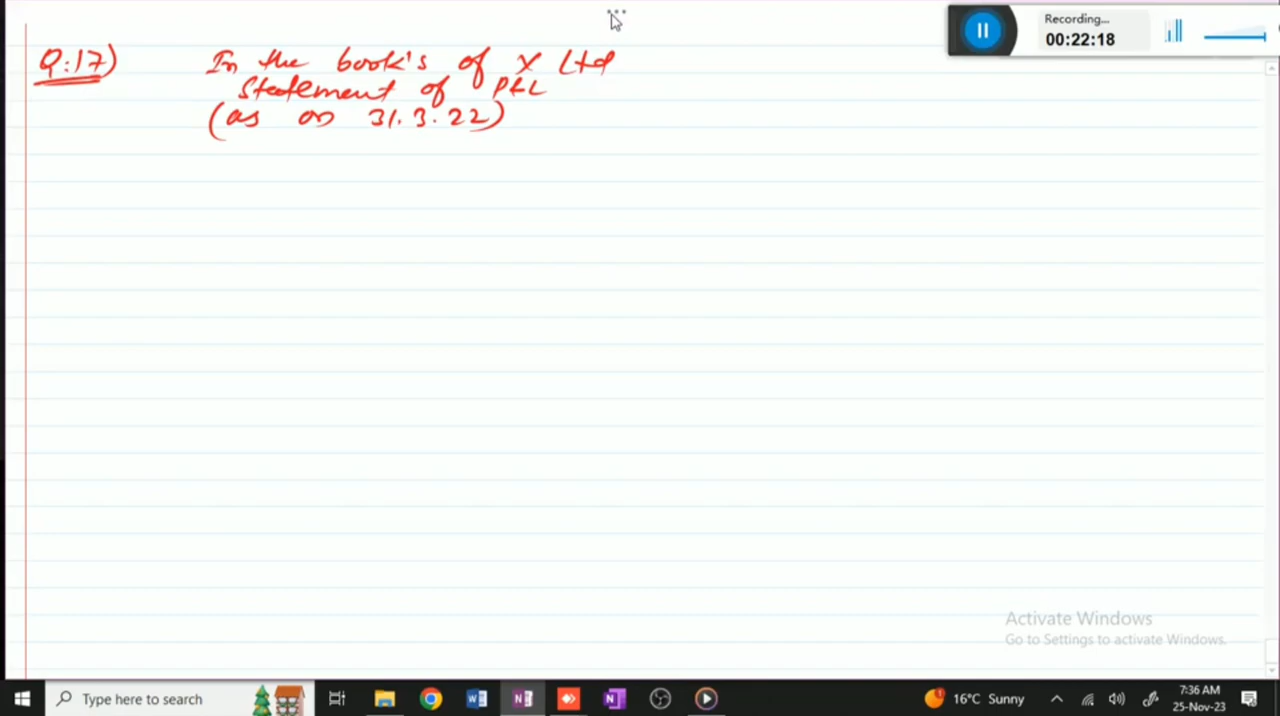 Recording...
00:22:18
Q:17) In the book's of X Ltd
Statement of P&L
(as on 31.3.22)
Activate Windows
Go to Settings to activate Windows.
Type here to search
16°C Sunny
7:36 AM
25-Nov-23